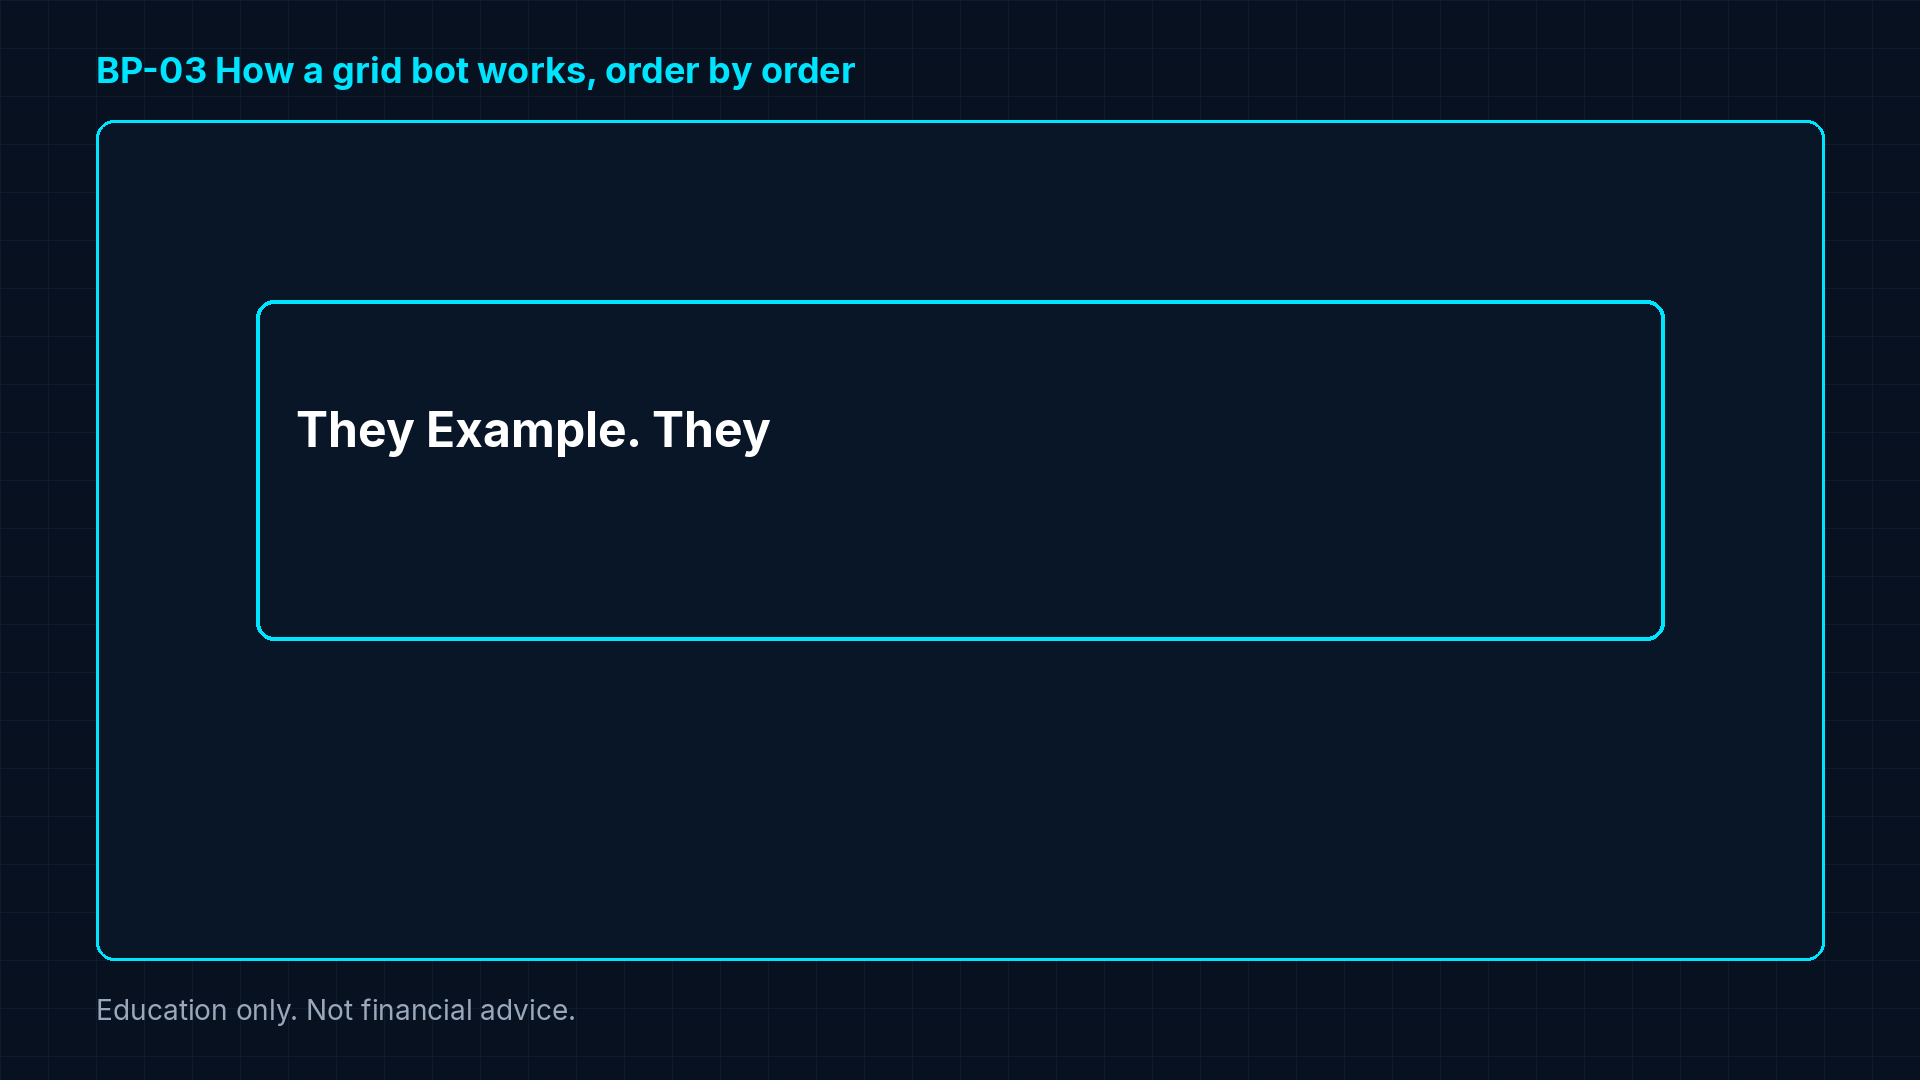 BP-03 How a grid bot works, order by order
They Example. They
Education only. Not financial advice.